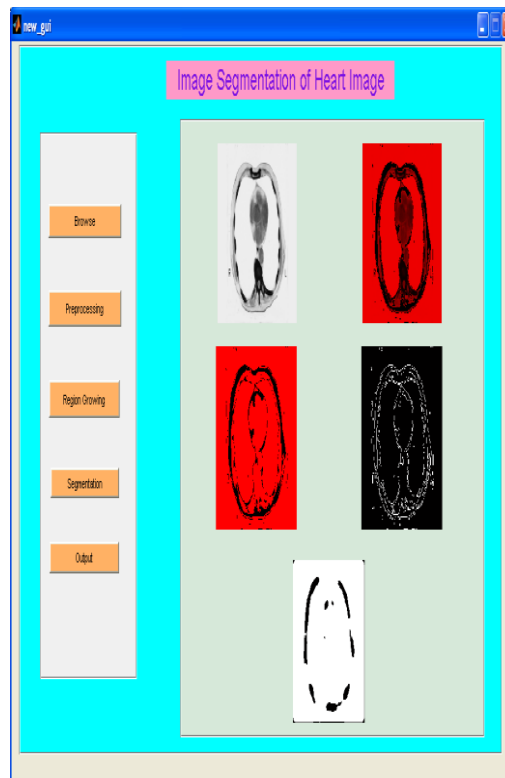 new_gui
Image Segmentation of Heart Image
Browse
Preprocessing
Region Growing
Segmentation
Output
R
L